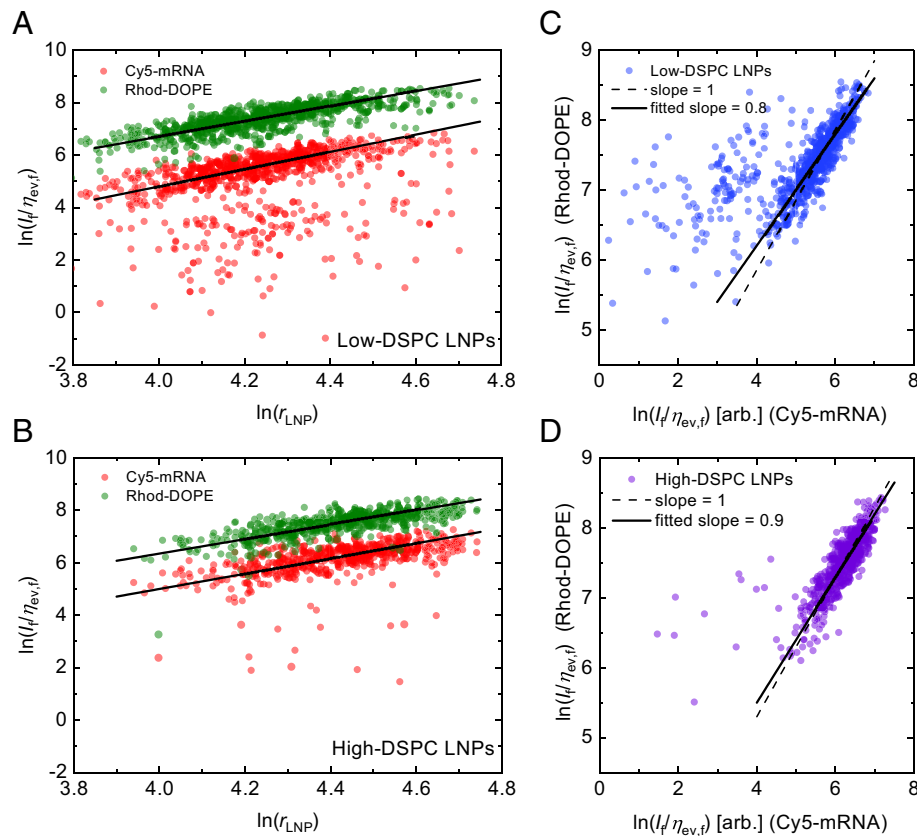 A
10
8
6
4
2
0
-2
ln(I_f/η_ev,f)
Cy5-mRNA
Rhod-DOPE
Low-DSPC LNPs
3.8 4.0 4.2 4.4 4.6 4.8
ln(r_LNP)
C
9
8
7
6
5
ln(I_f/η_ev,f) (Rhod-DOPE)
Low-DSPC LNPs
slope = 1
fitted slope = 0.8
0 2 4 6 8
ln(I_f/η_ev,f) [arb.] (Cy5-mRNA)
B
10
8
6
4
2
0
-2
ln(I_f/η_ev,f)
Cy5-mRNA
Rhod-DOPE
High-DSPC LNPs
3.8 4.0 4.2 4.4 4.6 4.8
ln(r_LNP)
D
9
8
7
6
5
ln(I_f/η_ev,f) (Rhod-DOPE)
High-DSPC LNPs
slope = 1
fitted slope = 0.9
0 2 4 6 8
ln(I_f/η_ev,f) [arb.] (Cy5-mRNA)